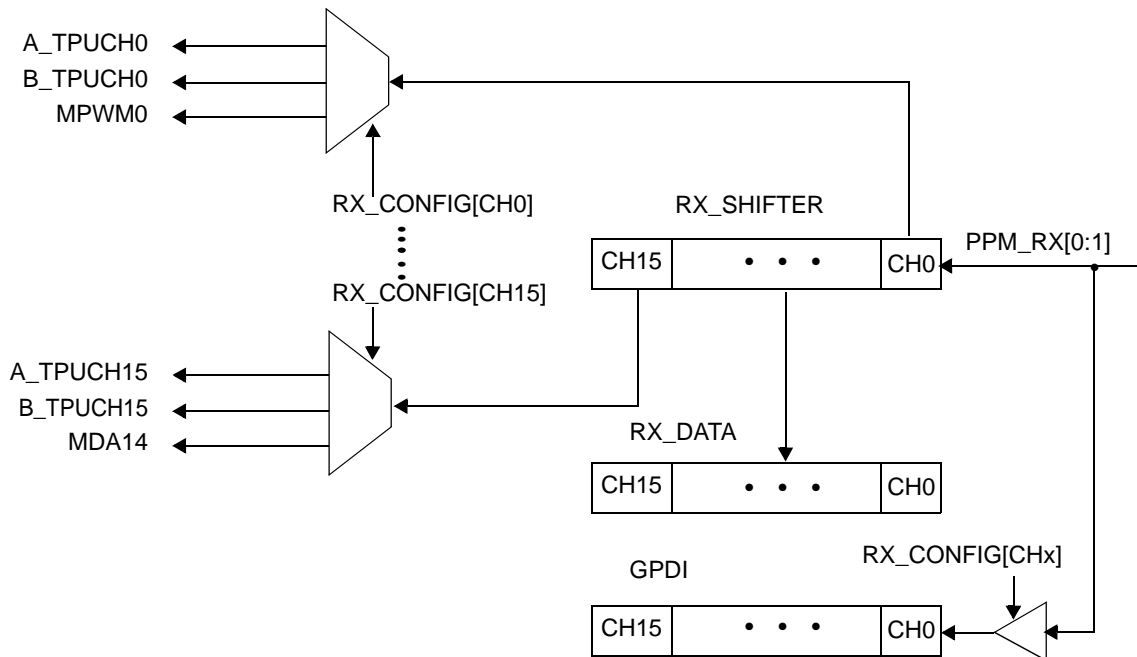 A_TPUCH0
B_TPUCH0
MPWM0
RX_CONFIG[CH0]
RX_SHIFTER
PPM_RX[0:1]
CH15 • • • CH0
RX_CONFIG[CH15]
A_TPUCH15
B_TPUCH15
MDA14
RX_DATA
CH15 • • • CH0
RX_CONFIG[CHx]
GPDI
CH15 • • • CH0